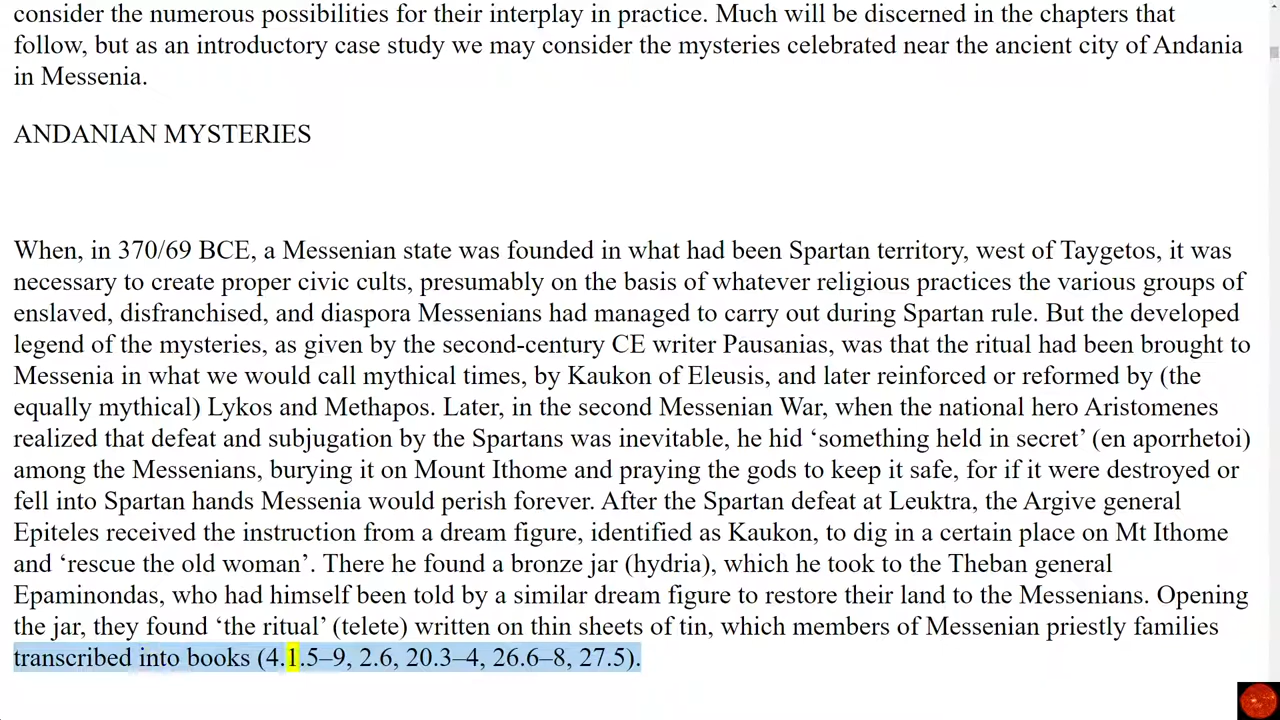 consider the numerous possibilities for their interplay in practice. Much will be discerned in the chapters that
follow, but as an introductory case study we may consider the mysteries celebrated near the ancient city of Andania
in Messenia.
ANDANIAN MYSTERIES
When, in 370/69 BCE, a Messenian state was founded in what had been Spartan territory, west of Taygetos, it was
necessary to create proper civic cults, presumably on the basis of whatever religious practices the various groups of
enslaved, disfranchised, and diaspora Messenians had managed to carry out during Spartan rule. But the developed
legend of the mysteries, as given by the second-century CE writer Pausanias, was that the ritual had been brought to
Messenia in what we would call mythical times, by Kaukon of Eleusis, and later reinforced or reformed by (the
equally mythical) Lykos and Methapos. Later, in the second Messenian War, when the national hero Aristomenes
realized that defeat and subjugation by the Spartans was inevitable, he hid ‘something held in secret’ (en aporrhetoi)
among the Messenians, burying it on Mount Ithome and praying the gods to keep it safe, for if it were destroyed or
fell into Spartan hands Messenia would perish forever. After the Spartan defeat at Leuktra, the Argive general
Epiteles received the instruction from a dream figure, identified as Kaukon, to dig in a certain place on Mt Ithome
and ‘rescue the old woman’. There he found a bronze jar (hydria), which he took to the Theban general
Epaminondas, who had himself been told by a similar dream figure to restore their land to the Messenians. Opening
the jar, they found ‘the ritual’ (telete) written on thin sheets of tin, which members of Messenian priestly families
transcribed into books (4.1.5–9, 2.6, 20.3–4, 26.6–8, 27.5).